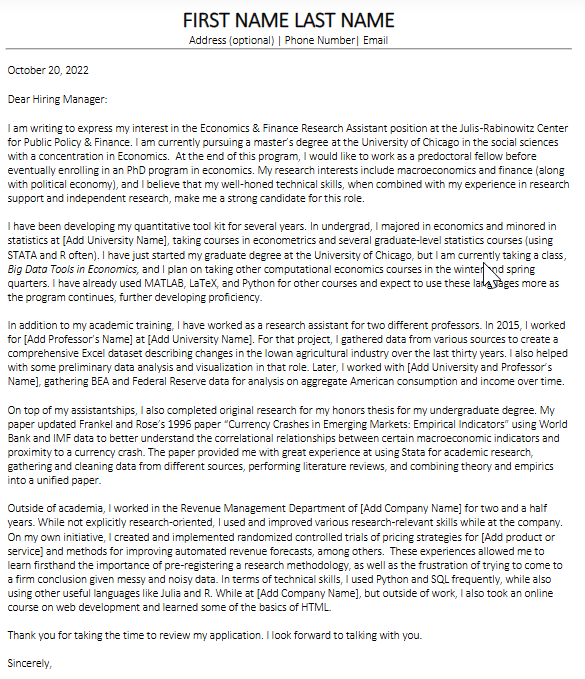 FIRST NAME LAST NAME
Address (optional) | Phone Number| Email
October 20, 2022
Dear Hiring Manager:
I am writing to express my interest in the Economics & Finance Research Assistant position at the Julis-Rabinowitz Center
for Public Policy & Finance. I am currently pursuing a master's degree at the University of Chicago in the social sciences
with a concentration in Economics.  At the end of this program, I would like to work as a predoctoral fellow before
eventually enrolling in an PhD program in economics. My research interests include macroeconomics and finance (along
with political economy), and I believe that my well-honed technical skills, when combined with my experience in research
support and independent research, make me a strong candidate for this role.
I have been developing my quantitative tool kit for several years. In undergrad, I majored in economics and minored in
statistics at [Add University Name], taking courses in econometrics and several graduate-level statistics courses (using
STATA and R often). I have just started my graduate degree at the University of Chicago, but I am currently taking a class,
Big Data Tools in Economics, and I plan on taking other computational economics courses in the winter and spring
quarters. I have already used MATLAB, LaTeX, and Python for other courses and expect to use these languages more as
the program continues, further developing proficiency.
In addition to my academic training, I have worked as a research assistant for two different professors. In 2015, I worked
for [Add Professor's Name] at [Add University Name]. For that project, I gathered data from various sources to create a
comprehensive Excel dataset describing changes in the Iowan agricultural industry over the last thirty years. I also helped
with some preliminary data analysis and visualization in that role. Later, I worked with [Add University and Professor's
Name], gathering BEA and Federal Reserve data for analysis on aggregate American consumption and income over time.
On top of my assistantships, I also completed original research for my honors thesis for my undergraduate degree. My
paper updated Frankel and Rose's 1996 paper "Currency Crashes in Emerging Markets: Empirical Indicators" using World
Bank and IMF data to better understand the correlational relationships between certain macroeconomic indicators and
proximity to a currency crash. The paper provided me with great experience at using Stata for academic research,
gathering and cleaning data from different sources, performing literature reviews, and combining theory and empirics
into a unified paper.
Outside of academia, I worked in the Revenue Management Department of [Add Company Name] for two and a half
years. While not explicitly research-oriented, I used and improved various research-relevant skills while at the company.
On my own initiative, I created and implemented randomized controlled trials of pricing strategies for [Add product or
service] and methods for improving automated revenue forecasts, among others.  These experiences allowed me to
learn firsthand the importance of pre-registering a research methodology, as well as the frustration of trying to come to
a firm conclusion given messy and noisy data. In terms of technical skills, I used Python and SQL frequently, while also
using other useful languages like Julia and R. While at [Add Company Name], but outside of work, I also took an online
course on web development and learned some of the basics of HTML.
Thank you for taking the time to review my application. I look forward to talking with you.
Sincerely,